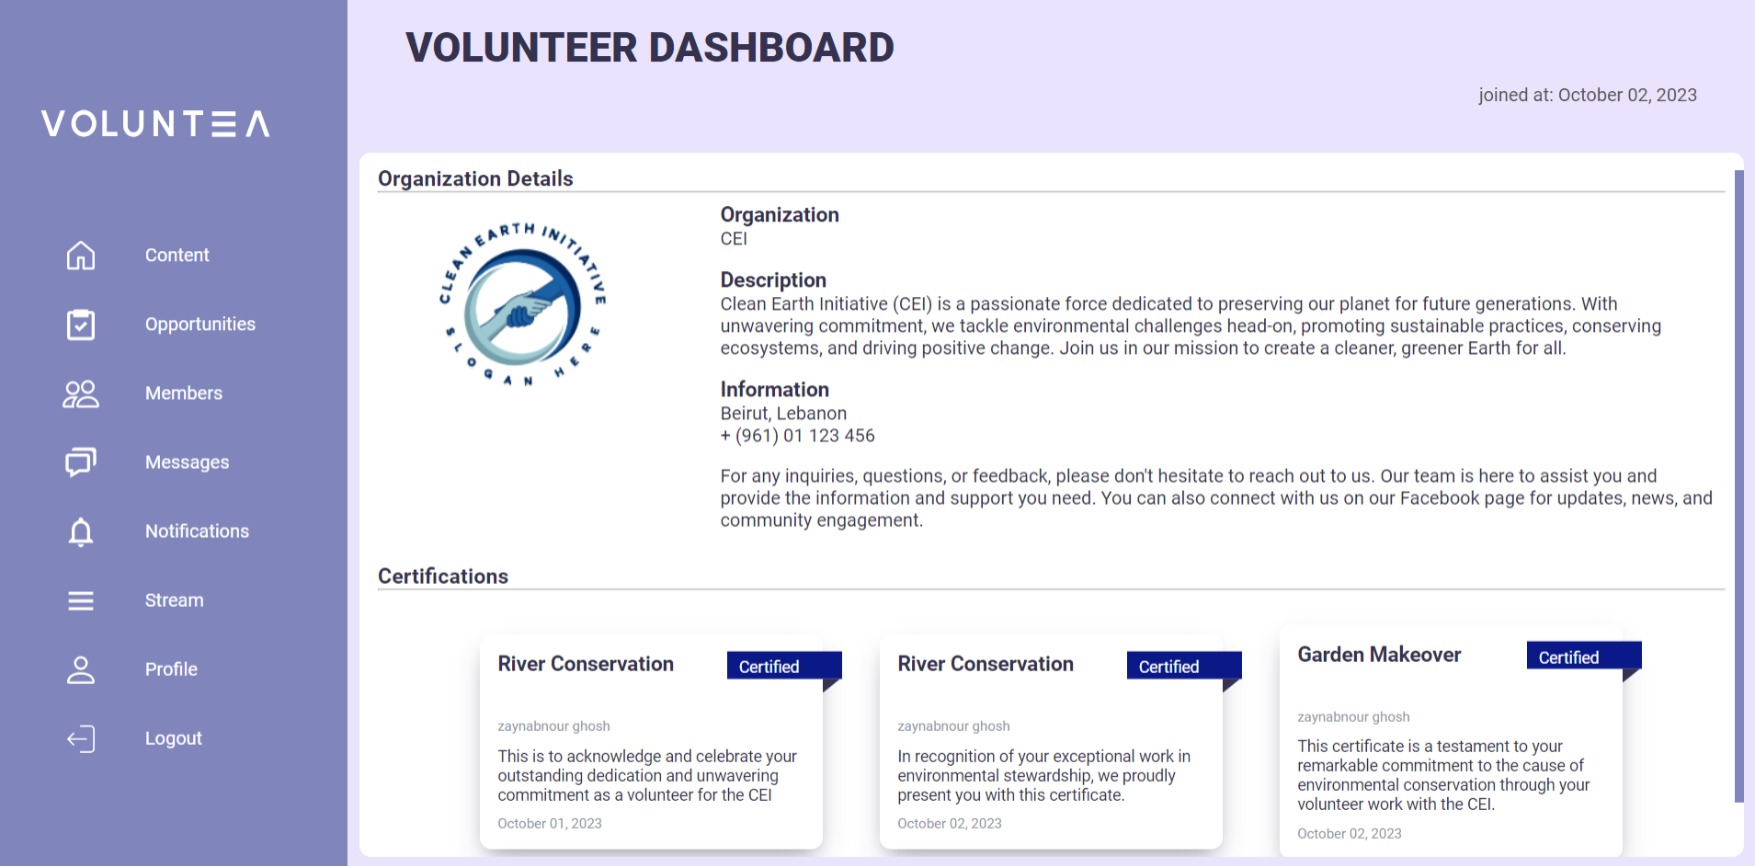 VOLUNTEER DASHBOARD
joined at: October 02, 2023
VOLUNTEA
Content
Opportunities
Members
Messages
Notifications
Stream
Profile
Logout
Organization Details
CLEAN EARTH INITIATIVE
SLOGAN HERE
Organization
CEI
Description
Clean Earth Initiative (CEI) is a passionate force dedicated to preserving our planet for future generations. With
unwavering commitment, we tackle environmental challenges head-on, promoting sustainable practices, conserving
ecosystems, and driving positive change. Join us in our mission to create a cleaner, greener Earth for all.
Information
Beirut, Lebanon
+ (961) 01 123 456
For any inquiries, questions, or feedback, please don't hesitate to reach out to us. Our team is here to assist you and
provide the information and support you need. You can also connect with us on our Facebook page for updates, news, and
community engagement.
Certifications
River Conservation
Certified
zaynabnour ghosh
This is to acknowledge and celebrate your
outstanding dedication and unwavering
commitment as a volunteer for the CEI
October 01, 2023
River Conservation
Certified
zaynabnour ghosh
In recognition of your exceptional work in
environmental stewardship, we proudly
present you with this certificate.
October 02, 2023
Garden Makeover
Certified
zaynabnour ghosh
This certificate is a testament to your
remarkable commitment to the cause of
environmental conservation through your
volunteer work with the CEI.
October 02, 2023